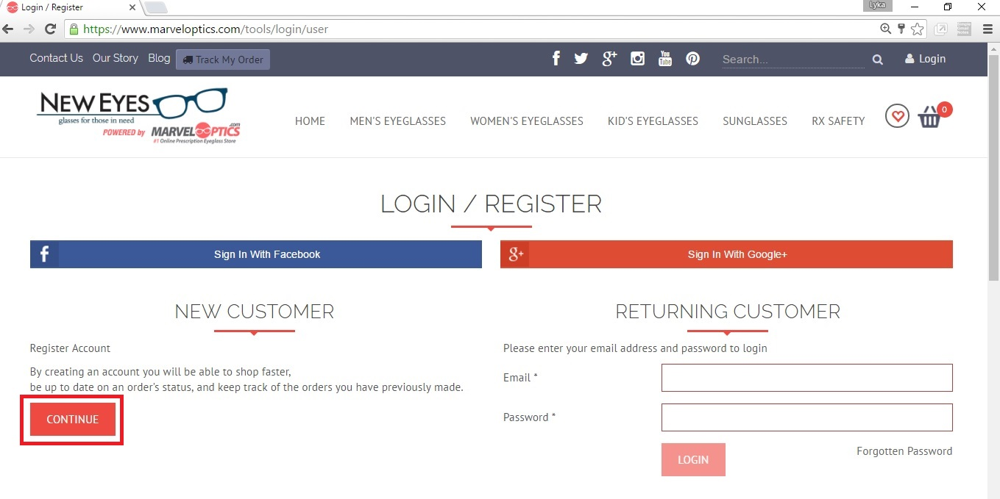 Login / Register
Lyka
https://www.marveloptics.com/tools/login/user
Contact Us Our Story Blog Track My Order
Search...
Login
NEW EYES
glasses for those in need
POWERED by MARVEL OPTICS .com
#1 Online Prescription Eyeglass Store
HOME MEN'S EYEGLASSES WOMEN'S EYEGLASSES KID'S EYEGLASSES SUNGLASSES RX SAFETY
0
LOGIN / REGISTER
f Sign In With Facebook
g+ Sign In With Google+
NEW CUSTOMER
Register Account
By creating an account you will be able to shop faster,
be up to date on an order's status, and keep track of the orders you have previously made.
CONTINUE
RETURNING CUSTOMER
Please enter your email address and password to login
Email *
Password *
LOGIN
Forgotten Password